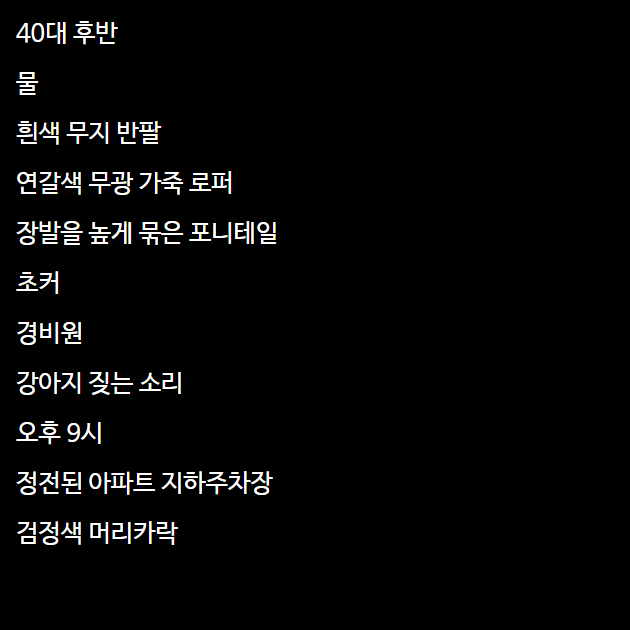 40대 후반
물
흰색 무지 반팔
연갈색 무광 가죽 로퍼
장발을 높게 묶은 포니테일
초커
경비원
강아지 짖는 소리
오후 9시
정전된 아파트 지하주차장
검정색 머리카락